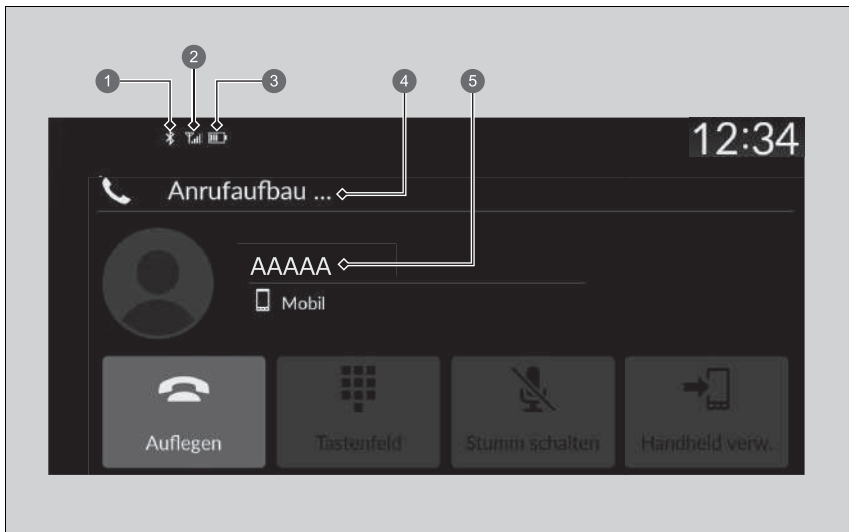 2
1
3
4
5
12:34
Anrufaufbau ...
AAAAA
Mobil
Auflegen
Tastenfeld
Stumm schalten
Handheld verw.